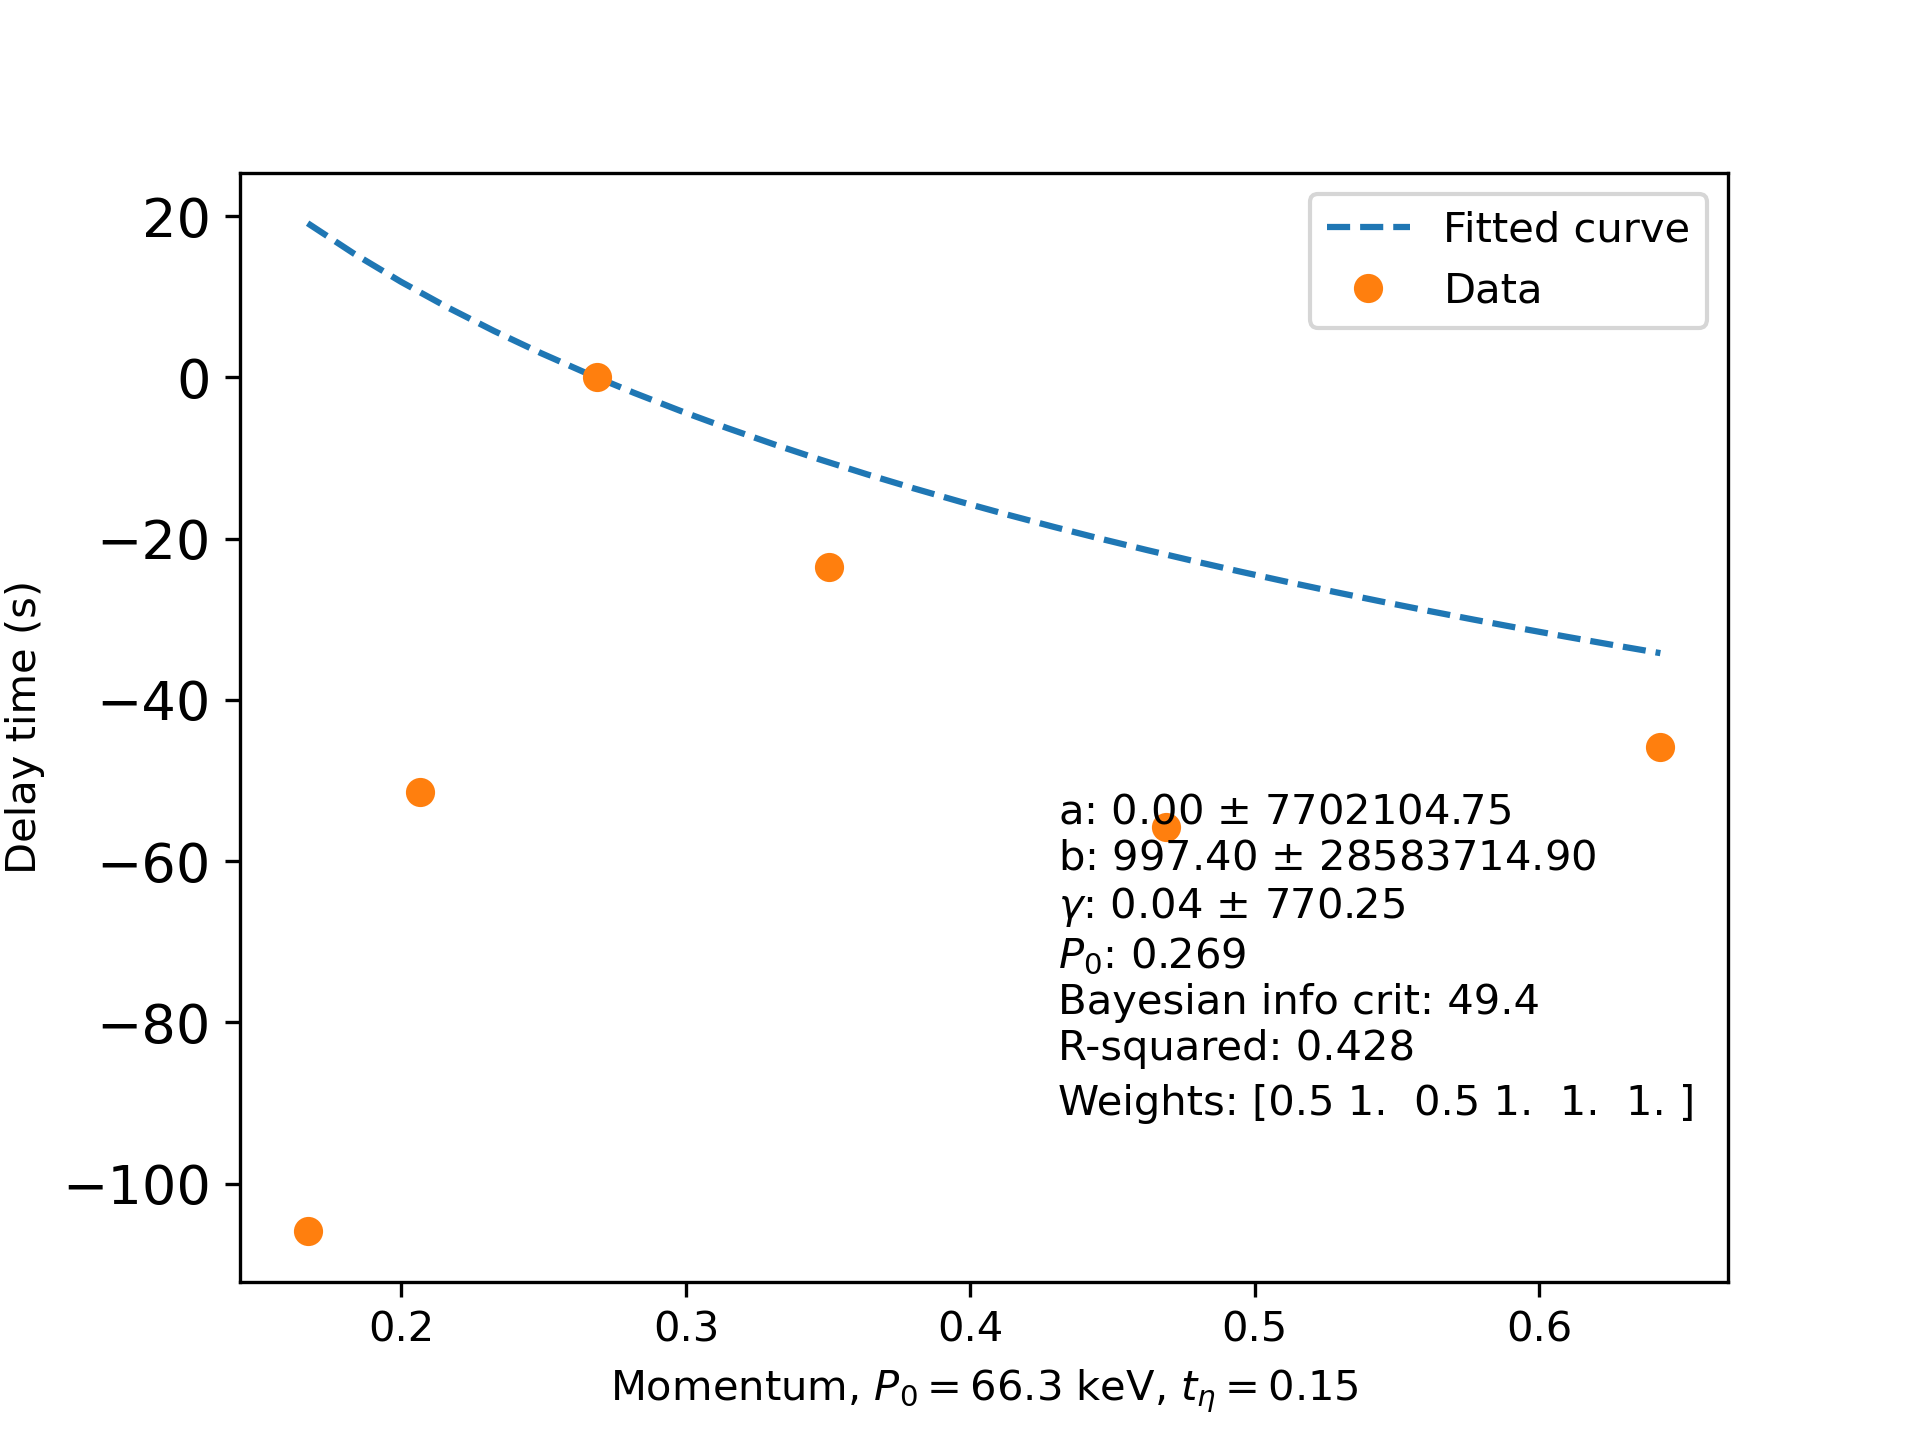 Fitted curve
Data
20
0
−20
−40
−60
−80
−100
Delay time (s)
a: 0.00 ± 7702104.75
b: 997.40 ± 28583714.90
γ: 0.04 ± 770.25
P₀: 0.269
Bayesian info crit: 49.4
R-squared: 0.428
Weights: [0.5 1.  0.5 1.  1.  1. ]
0.2 0.3 0.4 0.5 0.6
Momentum, P₀ = 66.3 keV, tη = 0.15